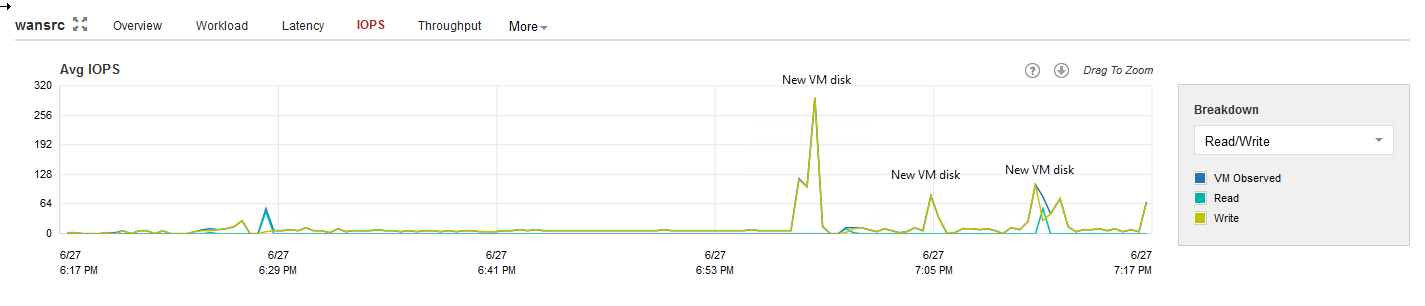 wansrc Overview Workload Latency IOPS Throughput More
Avg IOPS
? Drag To Zoom
320
256
192
128
64
0
New VM disk
New VM disk
New VM disk
6/27 6/27 6/27 6/27 6/27 6/27
6:17 PM 6:29 PM 6:41 PM 6:53 PM 7:05 PM 7:17 PM
Breakdown
Read/Write
VM Observed
Read
Write